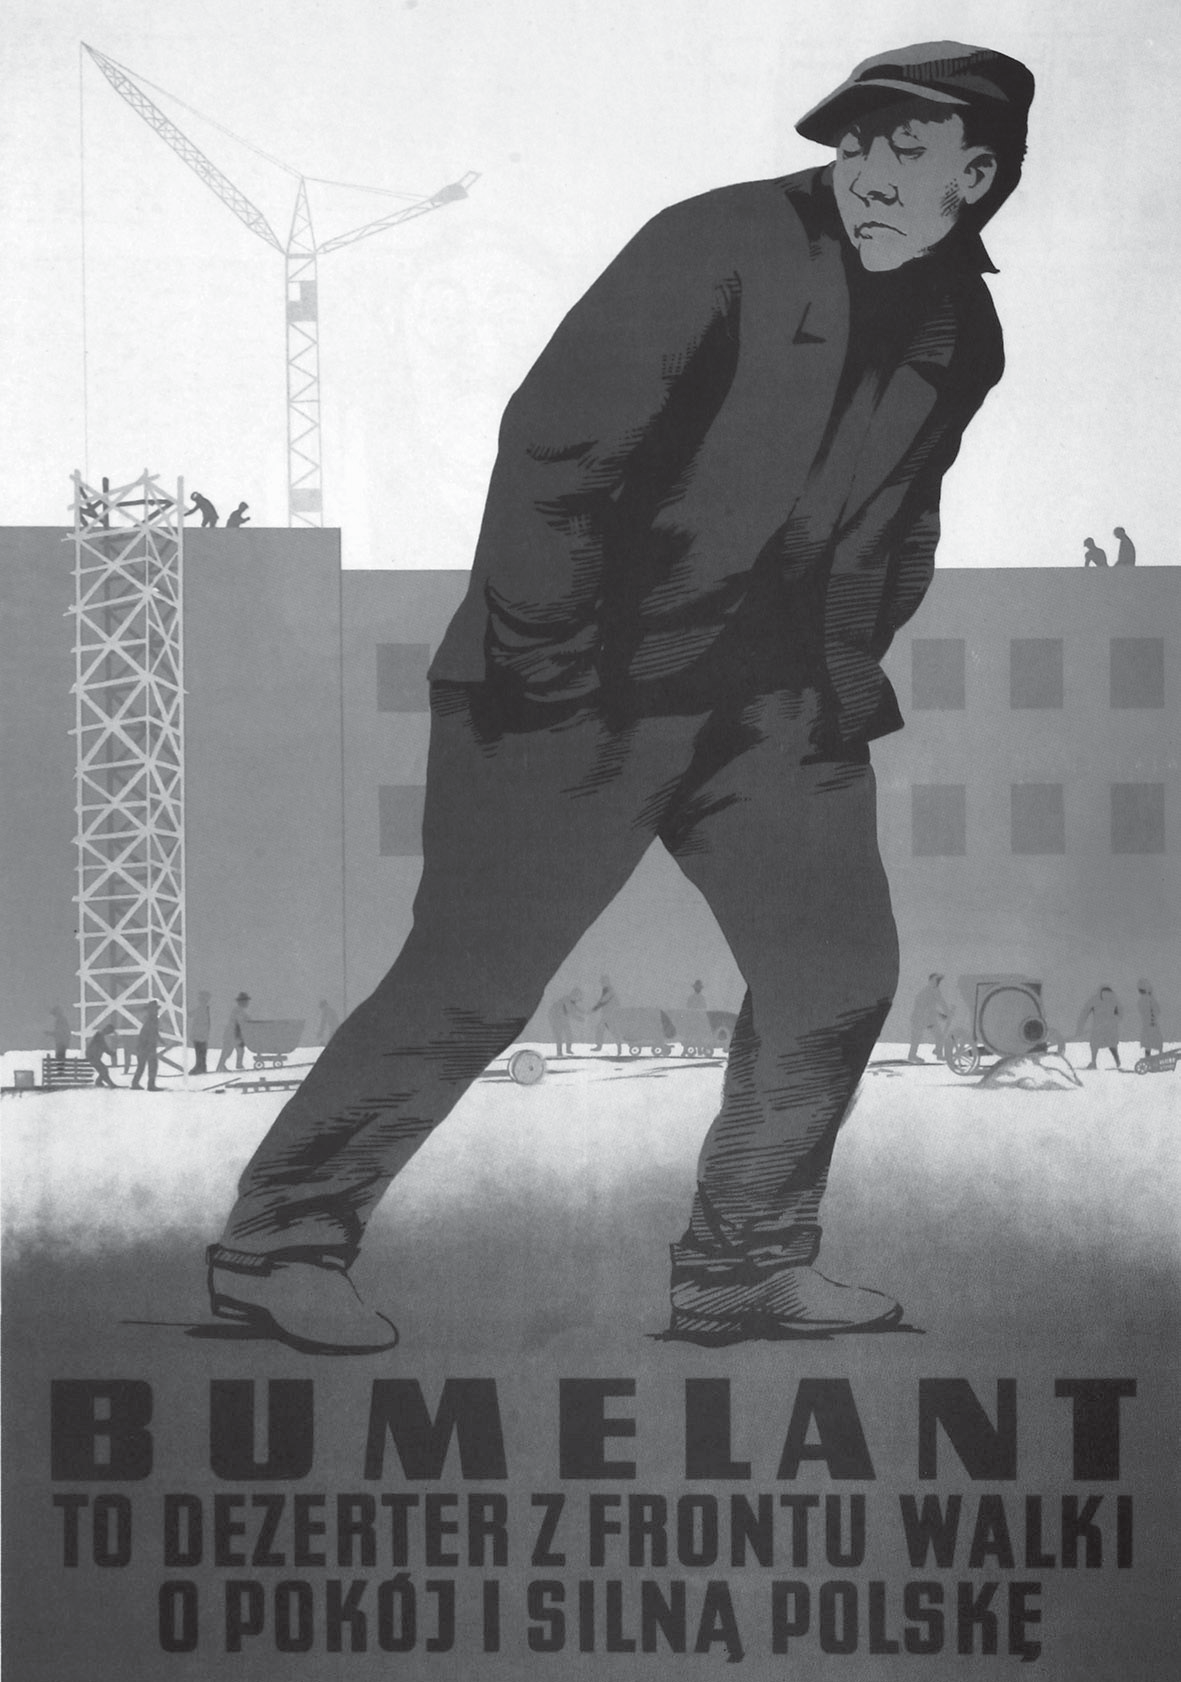 BUMELANT
TO DEZERTER Z FRONTU WALKI
O POKÓJ I SILNĄ POLSKĘ